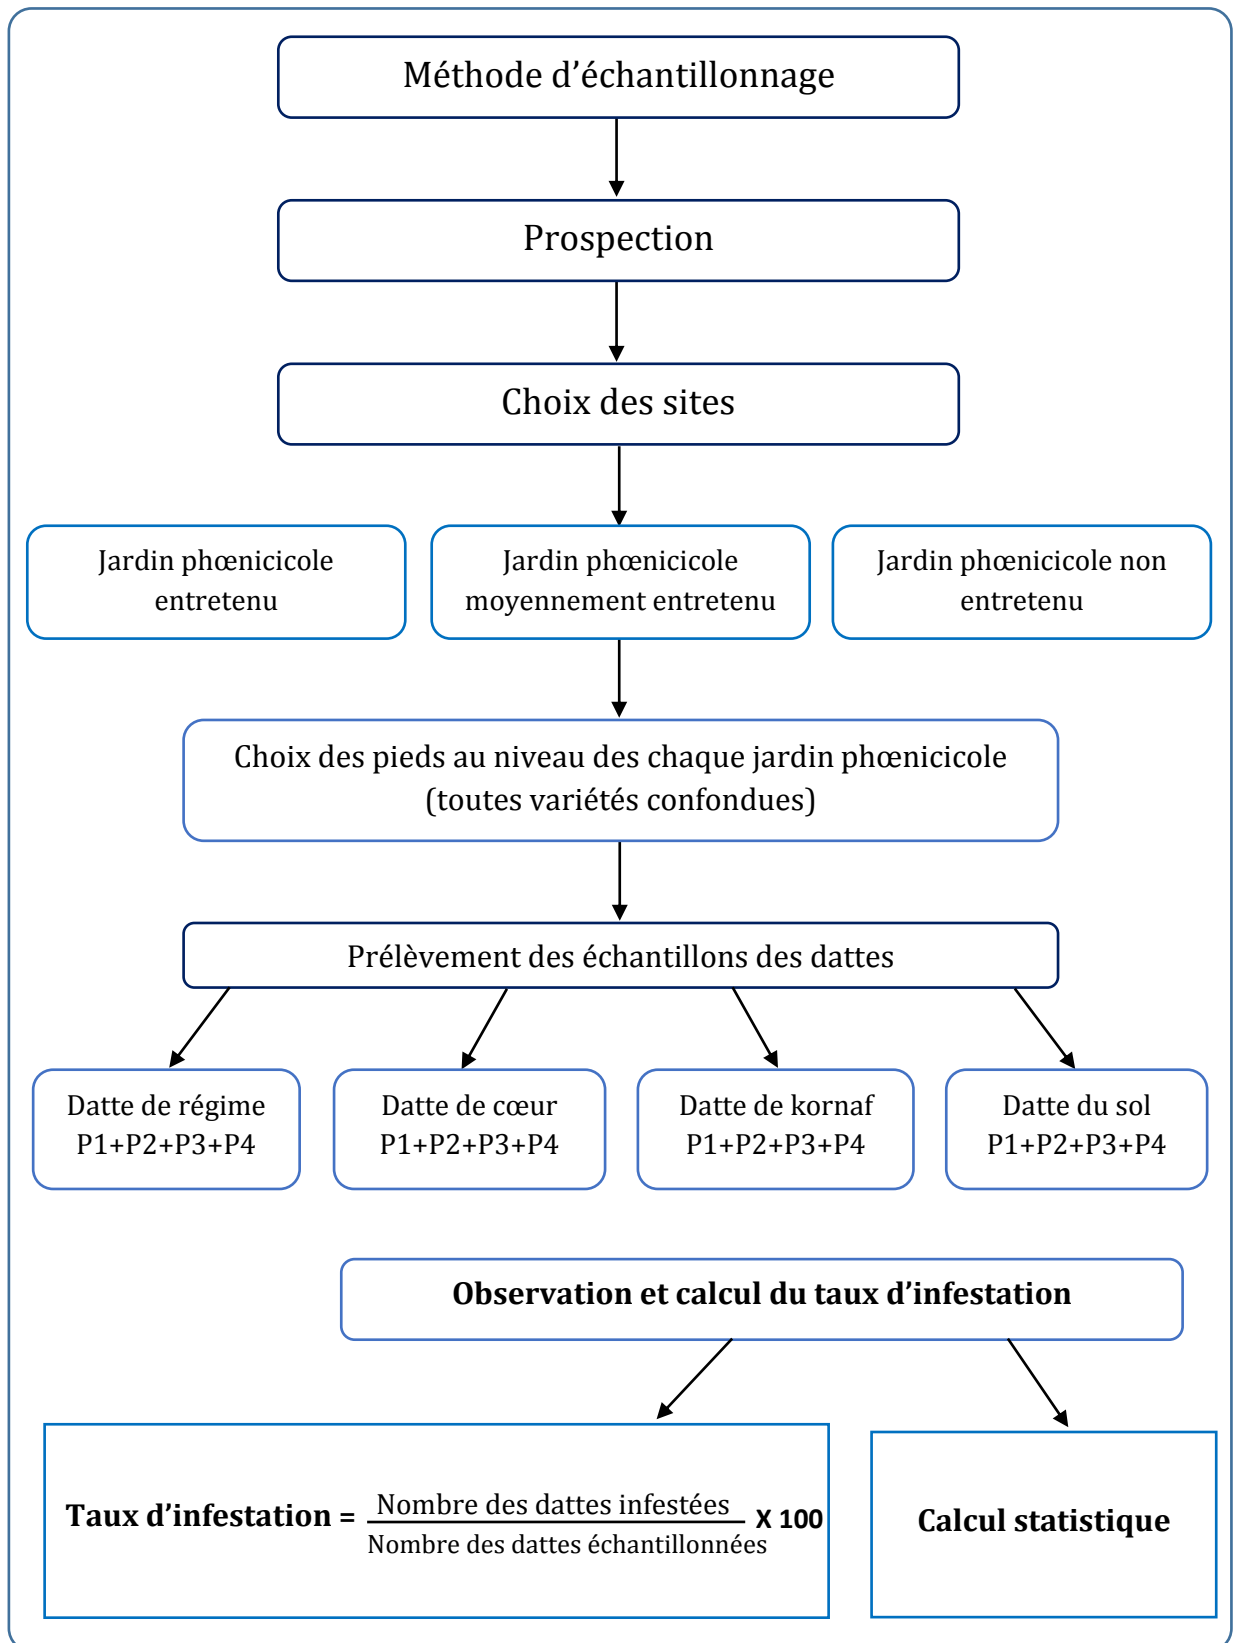 Méthode d’échantillonnage
Prospection
Choix des sites
Jardin phœnicicole
entretenu
Jardin phœnicicole
moyennement entretenu
Jardin phœnicicole non
entretenu
Choix des pieds au niveau des chaque jardin phœnicicole
(toutes variétés confondues)
Prélèvement des échantillons des dattes
Datte de régime
P1+P2+P3+P4
Datte de cœur
P1+P2+P3+P4
Datte de kornaf
P1+P2+P3+P4
Datte du sol
P1+P2+P3+P4
Observation et calcul du taux d’infestation
Taux d’infestation = Nombre des dattes infestées X 100
Nombre des dattes échantillonnées
Calcul statistique